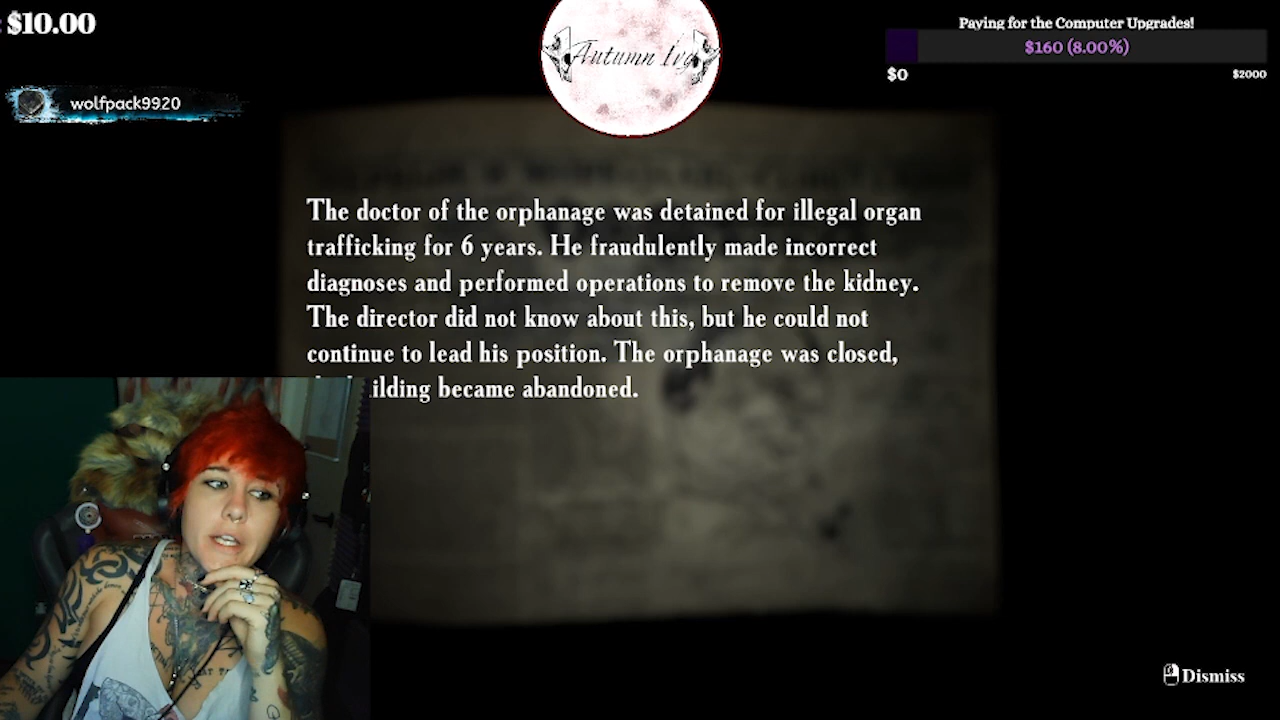 $10.00
Autumn Ivy
Paying for the Computer Upgrades!
$160 (8.00%)
$0
$2000
wolfpack9920
The doctor of the orphanage was detained for illegal organ
trafficking for 6 years. He fraudulently made incorrect
diagnoses and performed operations to remove the kidney.
The director did not know about this, but he could not
continue to lead his position. The orphanage was closed,
became abandoned.
Dismiss